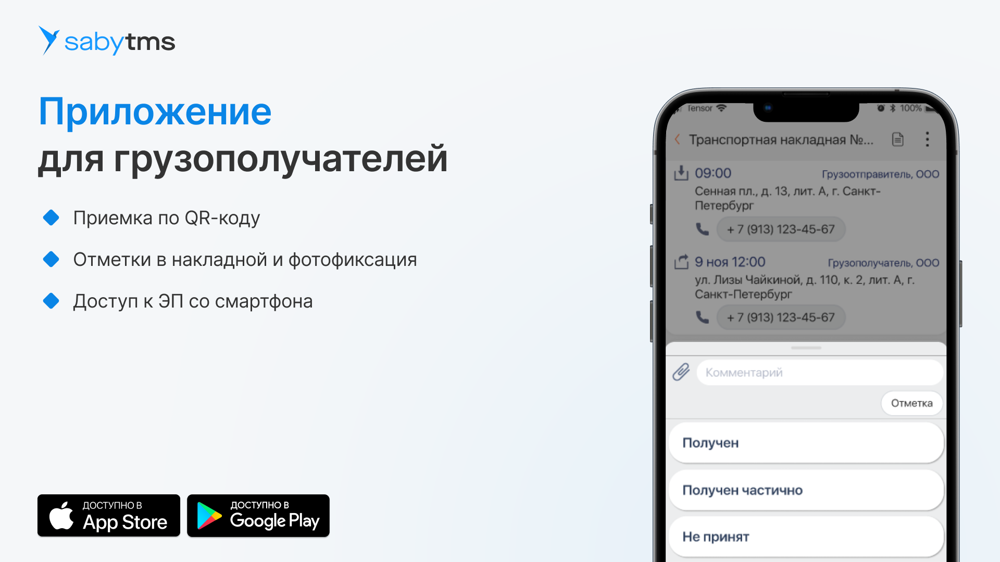 sabytms
Приложение
для грузополучателей
Приемка по QR-коду
Отметки в накладной и фотофиксация
Доступ к ЭП со смартфона
ДОСТУПНО В
App Store
ДОСТУПНО В
Google Play
Tensor
100%
Транспортная накладная №...
09:00
Грузоотправитель, ООО
Сенная пл., д. 13, лит. А, г. Санкт-
Петербург
+ 7 (913) 123-45-67
9 ноя 12:00
Грузополучатель, ООО
ул. Лизы Чайкиной, д. 110, к. 2, лит. А, г.
Санкт-Петербург
+ 7 (913) 123-45-67
Комментарий
Отметка
Получен
Получен частично
Не принят